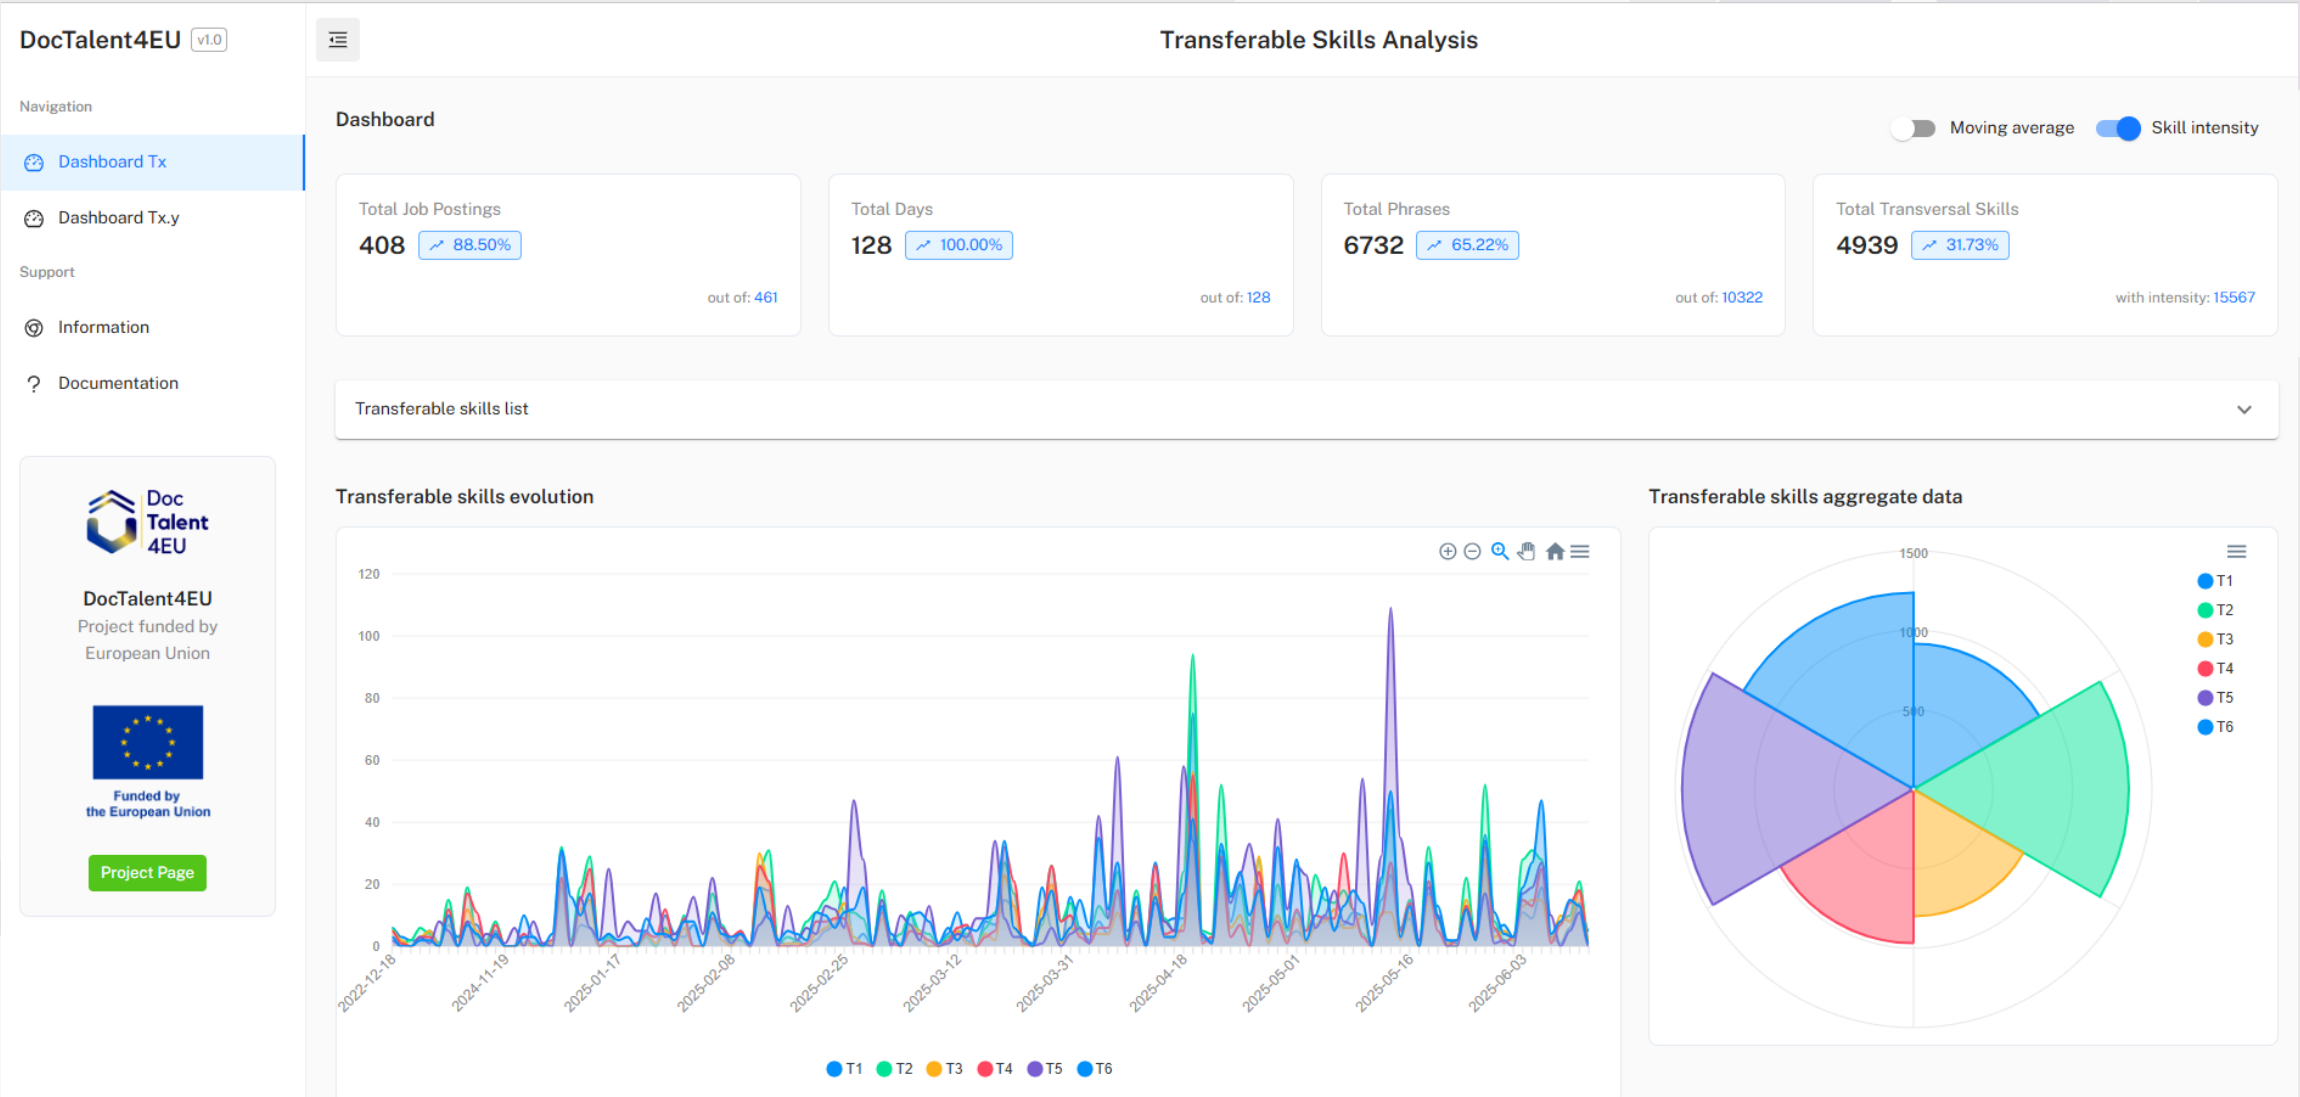 DocTalent4EU v1.0
Transferable Skills Analysis
Navigation
Dashboard Tx
Dashboard Tx.y
Support
Information
Documentation
Doc
Talent
4EU
DocTalent4EU
Project funded by
European Union
Funded by
the European Union
Project Page
Dashboard
Moving average
Skill intensity
Total Job Postings
408
88.50%
out of: 461
Total Days
128
100.00%
out of: 128
Total Phrases
6732
65.22%
out of: 10322
Total Transversal Skills
4939
31.73%
with intensity: 15567
Transferable skills list
Transferable skills evolution
120
100
80
60
40
20
0
2022-12-18
2024-11-19
2025-01-17
2025-02-08
2025-02-25
2025-03-12
2025-03-31
2025-04-18
2025-05-01
2025-05-16
2025-06-03
T1 T2 T3 T4 T5 T6
Transferable skills aggregate data
1500
1000
500
T1
T2
T3
T4
T5
T6